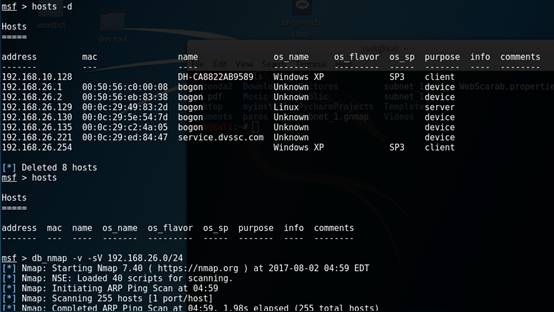 msf > hosts -d
Hosts
=====
address mac name os_name os_flavor os_sp purpose info comments
------- --- ---- ------- --------- ----- ------- ---- --------
192.168.10.128 DH-CA8822AB9589 Windows XP SP3 client
192.168.26.1 00:50:56:c0:00:08 bogon Unknown device
192.168.26.2 00:50:56:eb:83:38 bogon Unknown device
192.168.26.129 00:0c:29:49:83:2d bogon Linux server
192.168.26.130 00:0c:29:5e:54:7d bogon Unknown device
192.168.26.135 00:0c:29:c2:4a:05 bogon Unknown device
192.168.26.221 00:0c:29:ed:84:47 service.dvssc.com Unknown device
192.168.26.254 Windows XP SP3 client
[*] Deleted 8 hosts
msf > hosts
Hosts
=====
address mac name os_name os_flavor os_sp purpose info comments
------- --- ---- ------- --------- ----- ------- ---- --------
msf > db_nmap -v -sV 192.168.26.0/24
[*] Nmap: Starting Nmap 7.40 ( https://nmap.org ) at 2017-08-02 04:59 EDT
[*] Nmap: NSE: Loaded 40 scripts for scanning.
[*] Nmap: Initiating ARP Ping Scan at 04:59
[*] Nmap: Scanning 255 hosts [1 port/host]
[*] Nmap: Completed ARP Ping Scan at 04:59, 1.98s elapsed (255 total hosts)